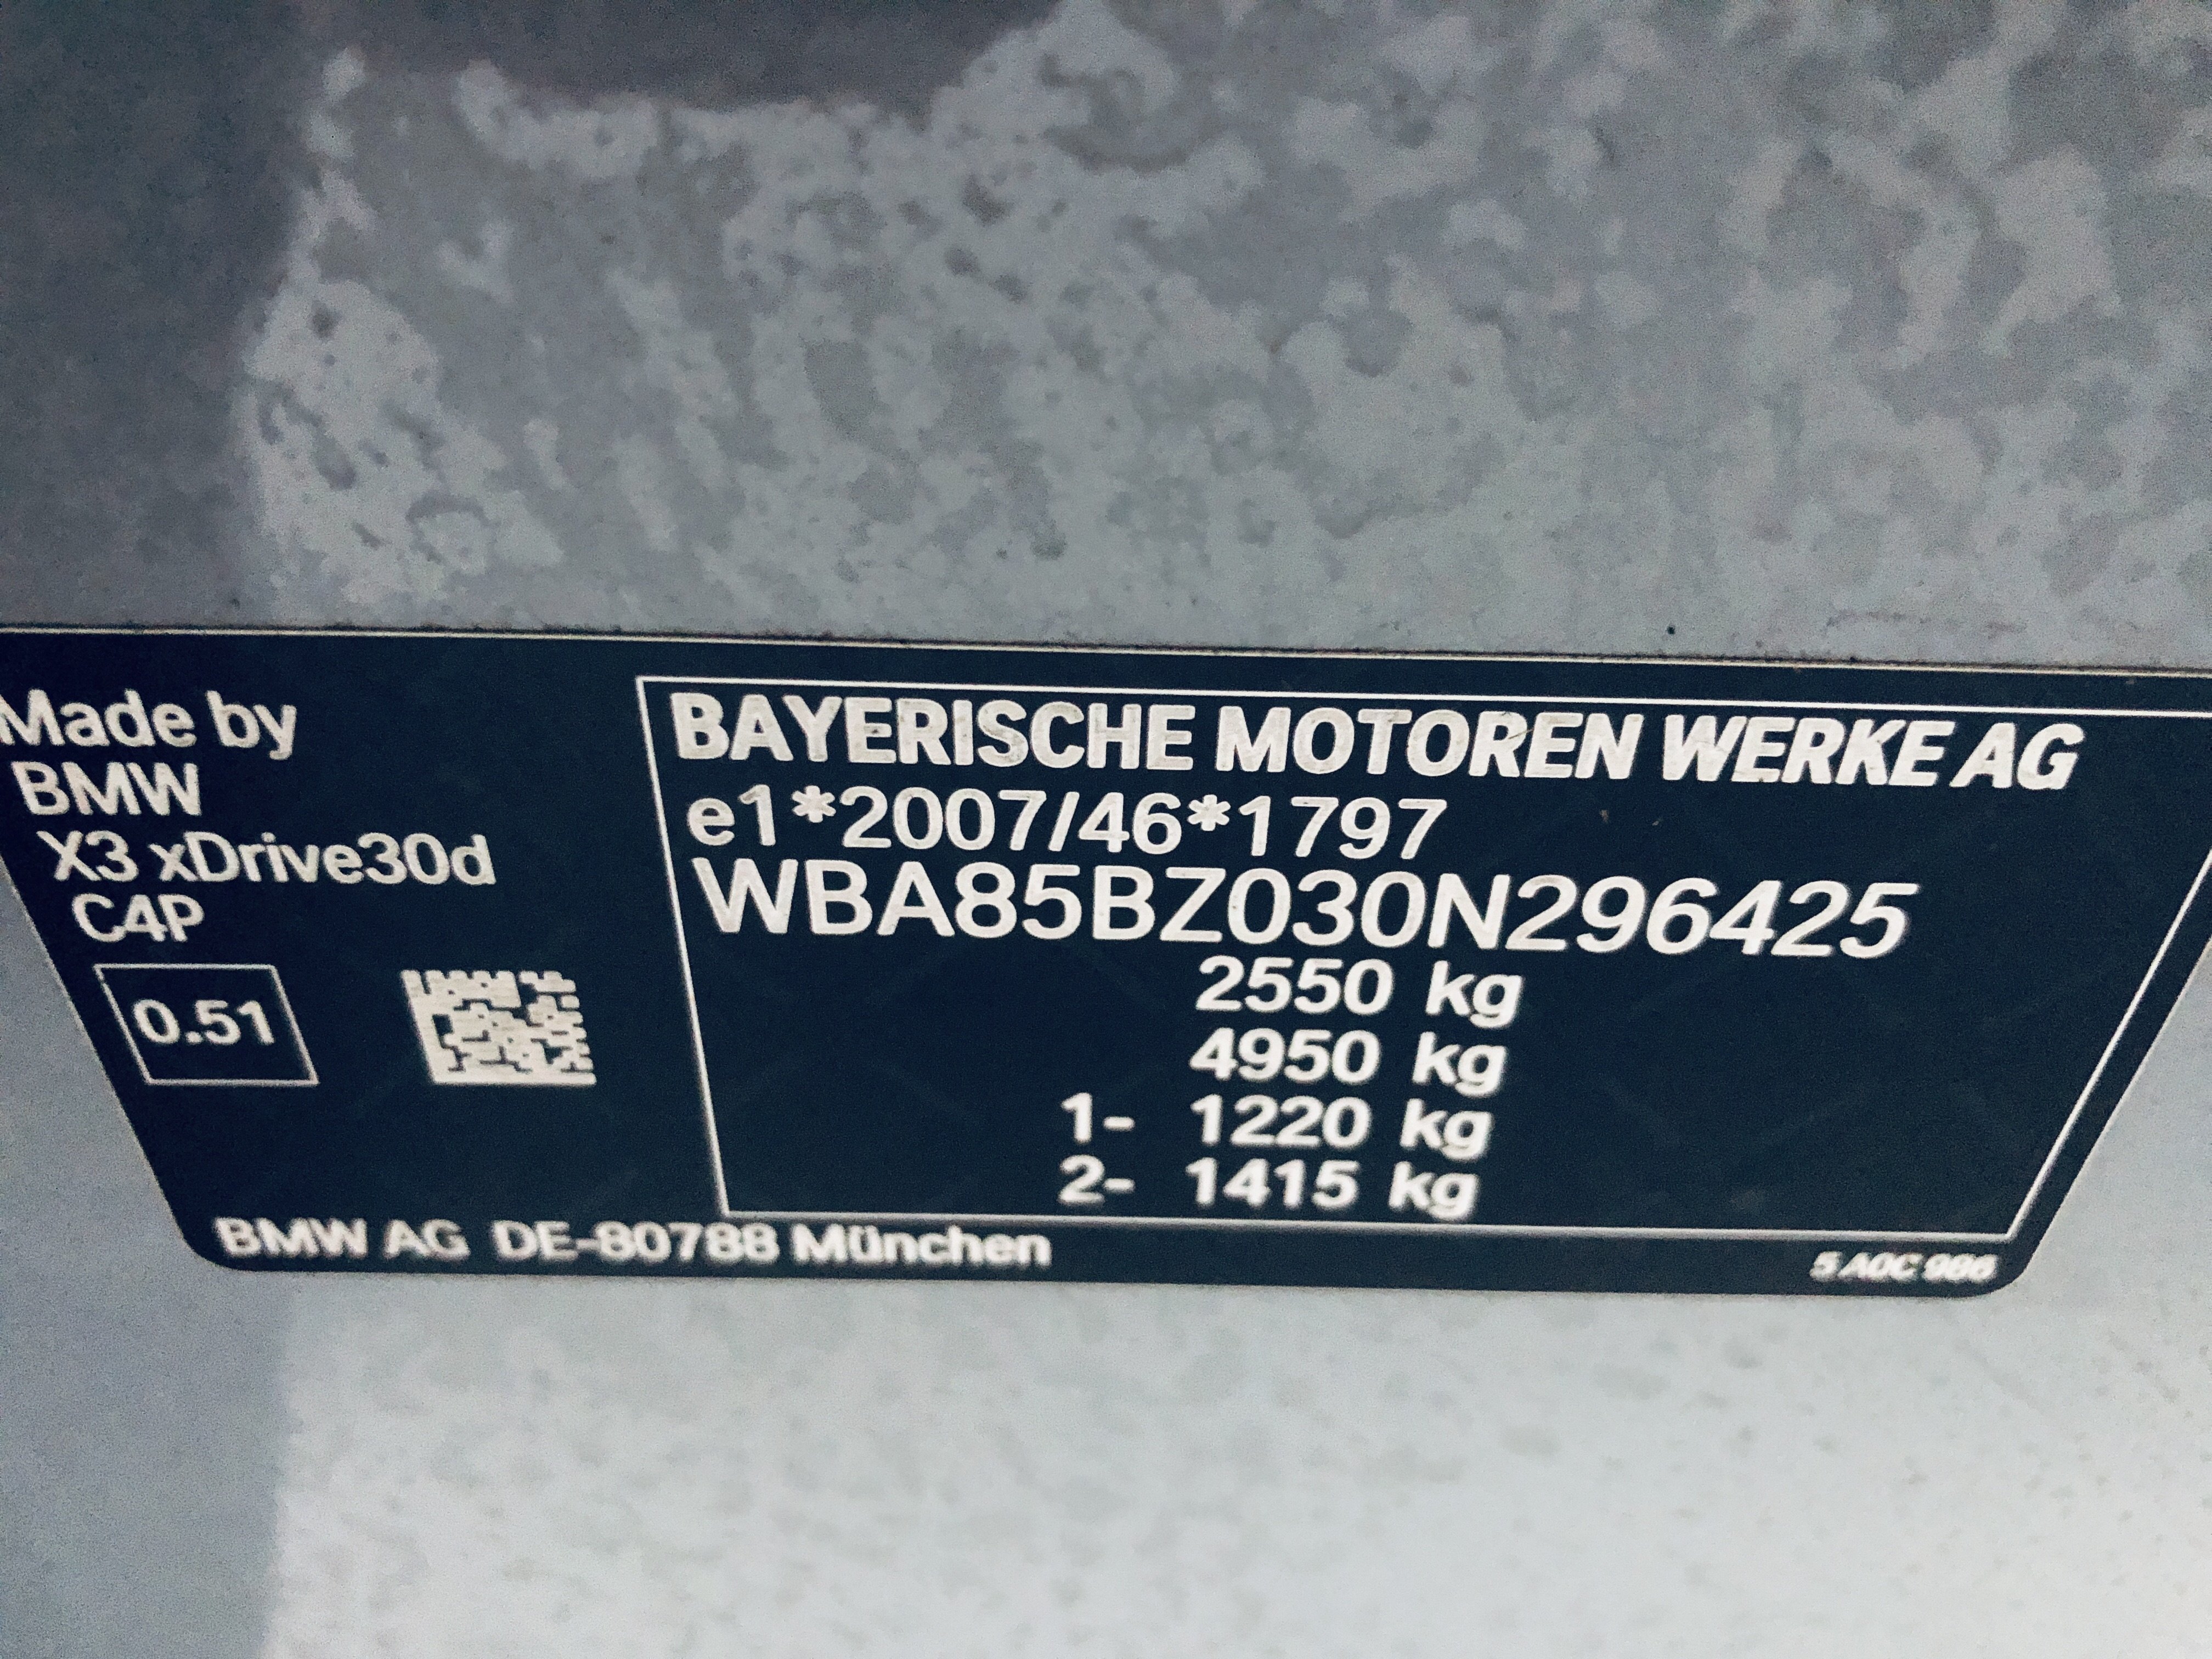 Made by
BMW
X3 xDrive30d
C4P
0.51
BAYERISCHE MOTOREN WERKE AG
e1*2007/46*1797
WBA85BZ030N296425
2550 kg
4950 kg
1- 1220 kg
2- 1415 kg
BMW AG DE-80788 München
5 A0C 986